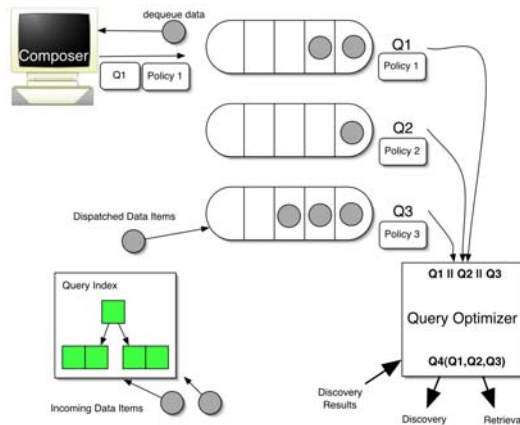 dequeue data
Composer
Q1
Policy 1
Q1
Policy 1
Q2
Policy 2
Q3
Policy 3
Dispatched Data Items
Query Index
Incoming Data Items
Q1 || Q2 || Q3
Query Optimizer
Q4(Q1,Q2,Q3)
Discovery
Results
Discovery
Retrieva